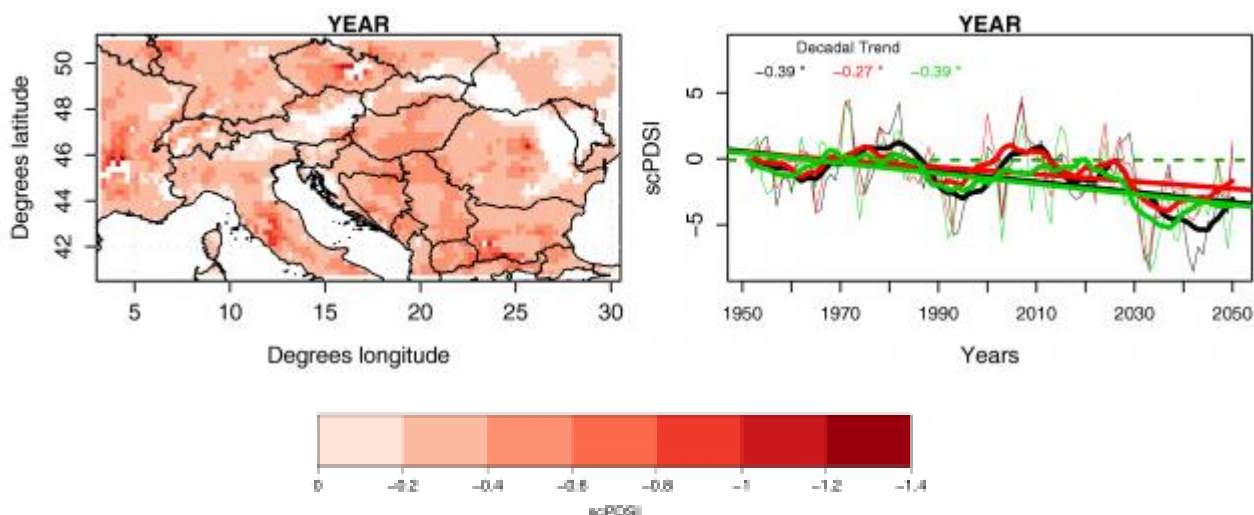 YEAR
Degrees latitude
50
48
46
44
42
5 10 15 20 25 30
Degrees longitude
YEAR
Decadal Trend
−0.39 * −0.27 * −0.39 *
scPDSI
5
0
−5
1950 1970 1990 2010 2030 2050
Years
0 −0.2 −0.4 −0.6 −0.8 −1 −1.2 −1.4
scPDSI